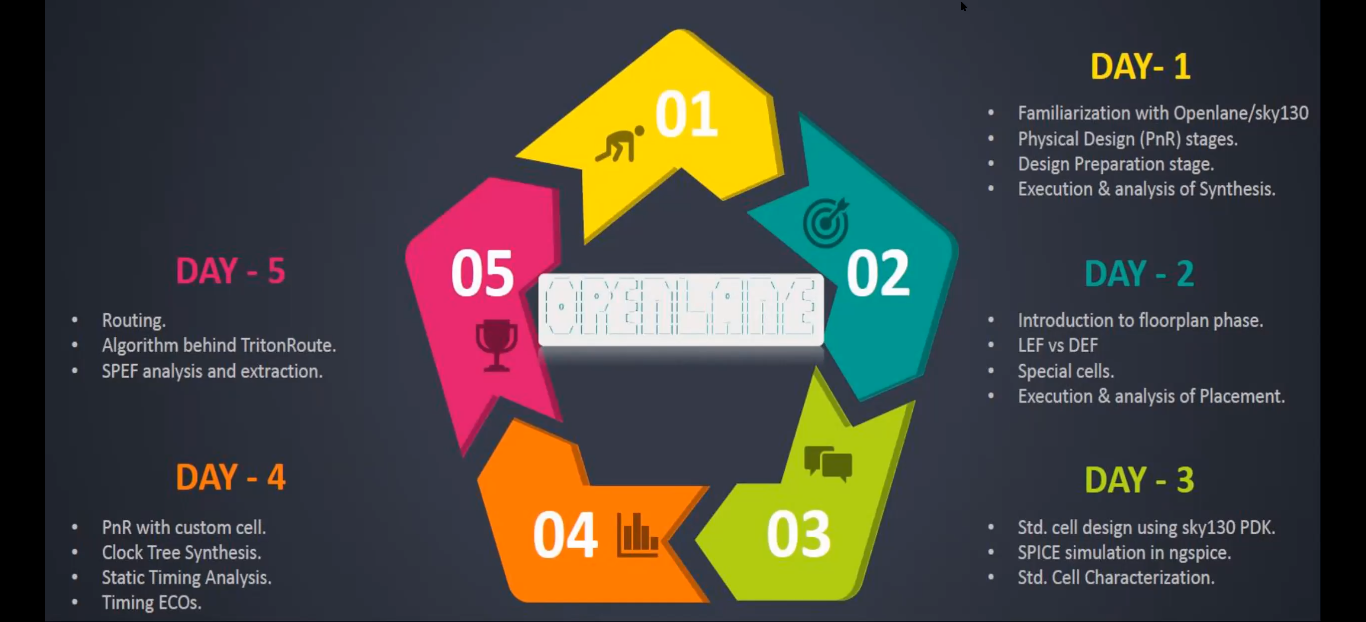 DAY- 1
• Familiarization with Openlane/sky130
• Physical Design (PnR) stages.
• Design Preparation stage.
• Execution & analysis of Synthesis.
DAY - 2
• Introduction to floorplan phase.
• LEF vs DEF
• Special cells.
• Execution & analysis of Placement.
DAY - 3
• Std. cell design using sky130 PDK.
• SPICE simulation in ngspice.
• Std. Cell Characterization.
DAY - 4
• PnR with custom cell.
• Clock Tree Synthesis.
• Static Timing Analysis.
• Timing ECOs.
DAY - 5
• Routing.
• Algorithm behind TritonRoute.
• SPEF analysis and extraction.
01
02
03
04
05
OPENLANE